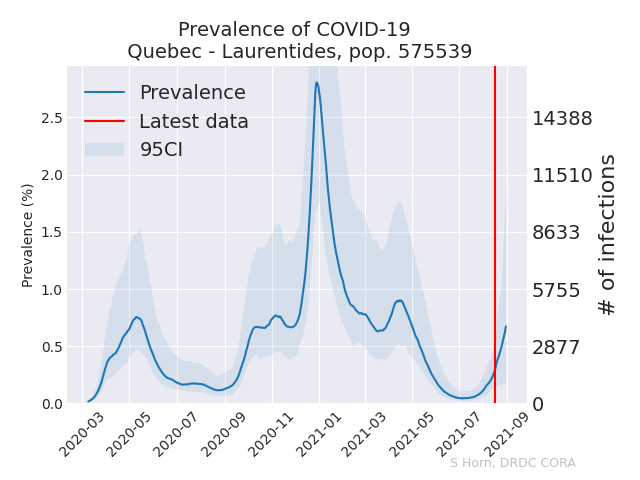 Prevalence of COVID-19
Quebec - Laurentides, pop. 575539
Prevalence
Latest data
95CI
Prevalence (%)
2.5
2.0
1.5
1.0
0.5
0.0
14388
11510
8633
5755
2877
0
# of infections
2020-03
2020-05
2020-07
2020-09
2020-11
2021-01
2021-03
2021-05
2021-07
2021-09
S Horn, DRDC CORA